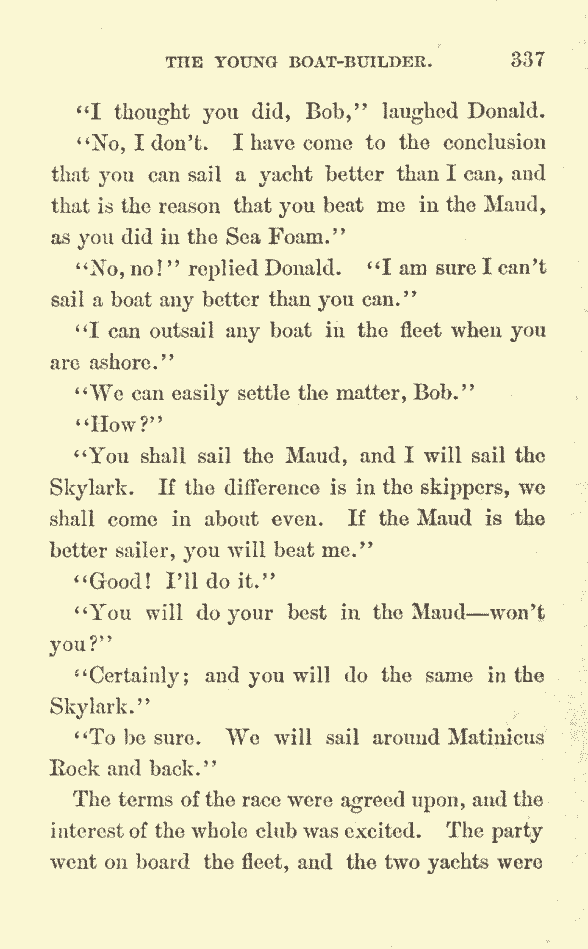 THE YOUNG BOAT-BUILDER. 337
“I thought you did, Bob,” laughed Donald.
“No, I don’t. I have come to the conclusion
that you can sail a yacht better than I can, and
that is the reason that you beat me in the Maud,
as you did in the Sea Foam.”
“No, no!” replied Donald. “I am sure I can’t
sail a boat any better than you can.”
“I can outsail any boat in the fleet when you
are ashore.”
“We can easily settle the matter, Bob.”
“How?”
“You shall sail the Maud, and I will sail the
Skylark. If the difference is in the skippers, we
shall come in about even. If the Maud is the
better sailer, you will beat me.”
“Good! I’ll do it.”
“You will do your best in the Maud—won’t
you?”
“Certainly; and you will do the same in the
Skylark.”
“To be sure. We will sail around Matinicus
Rock and back.”
The terms of the race were agreed upon, and the
interest of the whole club was excited. The party
went on board the fleet, and the two yachts were